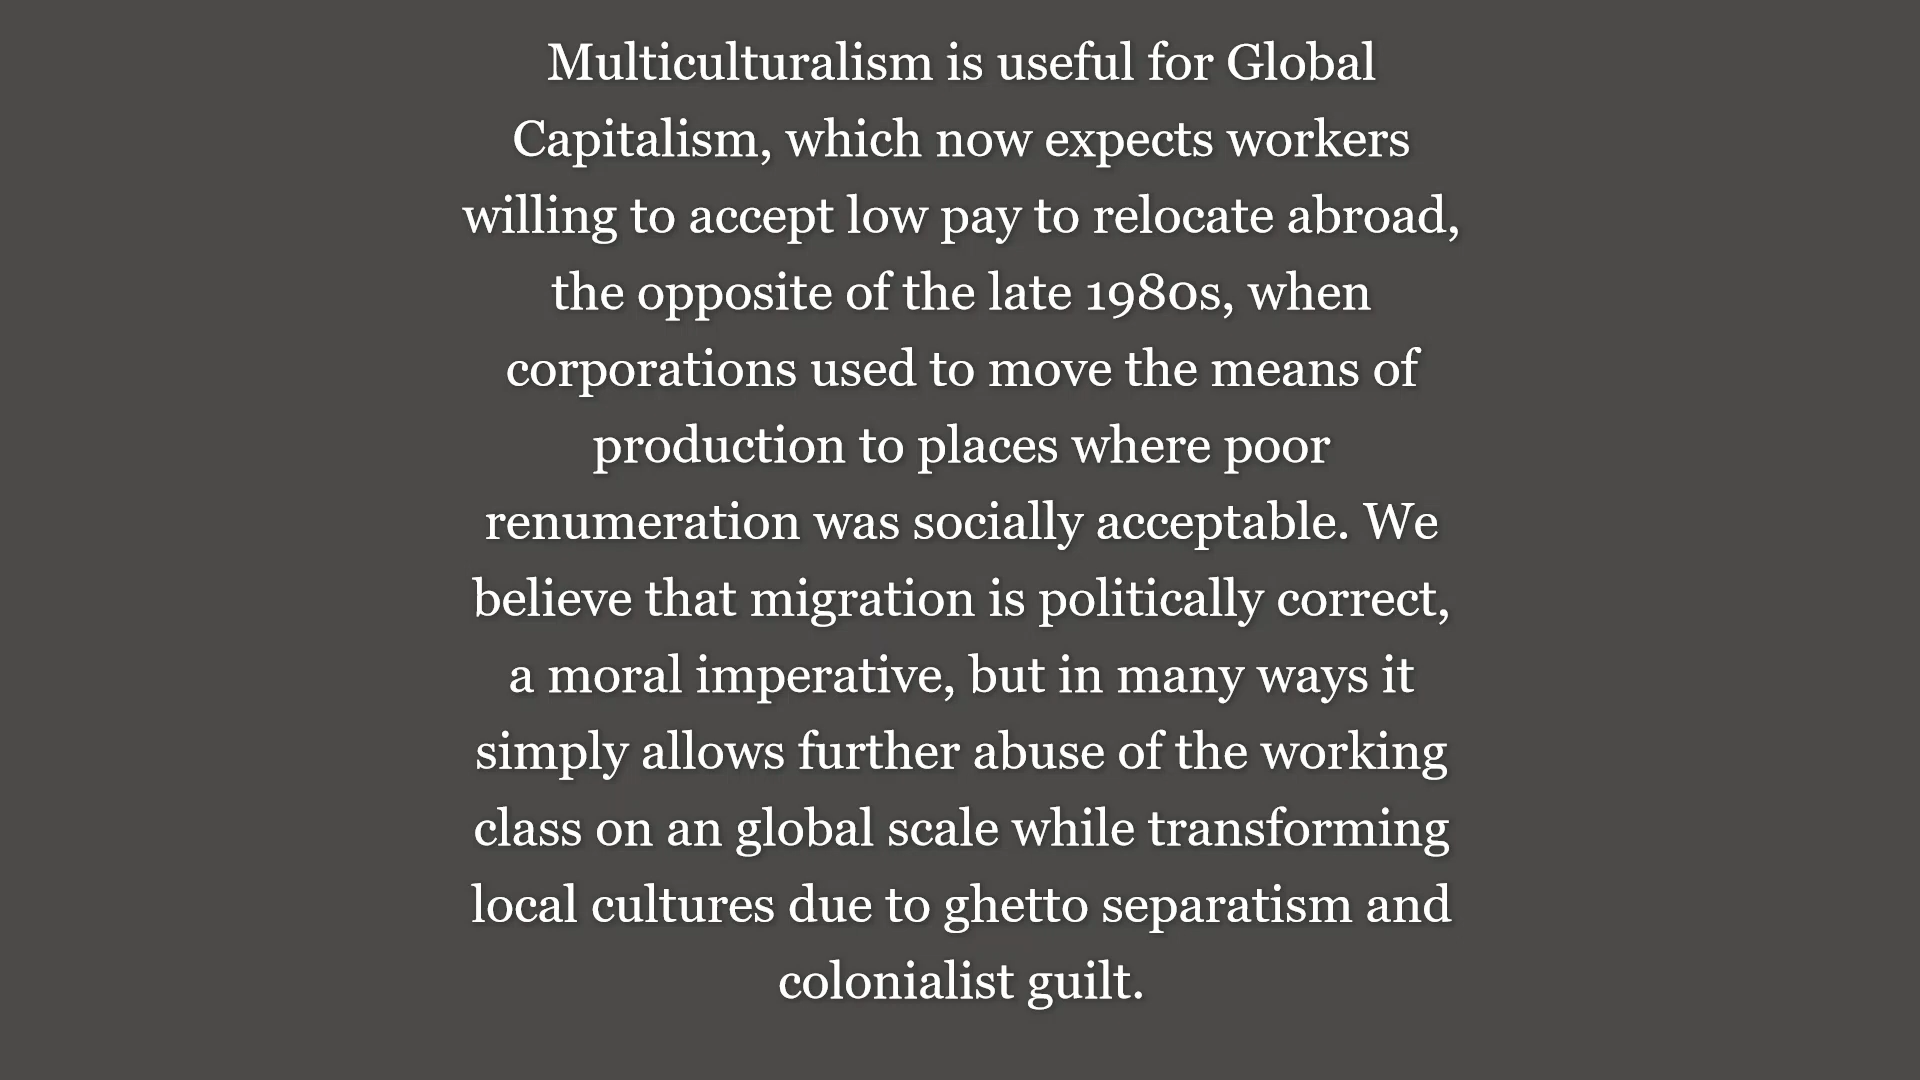 Multiculturalism is useful for Global
Capitalism, which now expects workers
willing to accept low pay to relocate abroad,
the opposite of the late 1980s, when
corporations used to move the means of
production to places where poor
renumeration was socially acceptable. We
believe that migration is politically correct,
a moral imperative, but in many ways it
simply allows further abuse of the working
class on an global scale while transforming
local cultures due to ghetto separatism and
colonialist guilt.